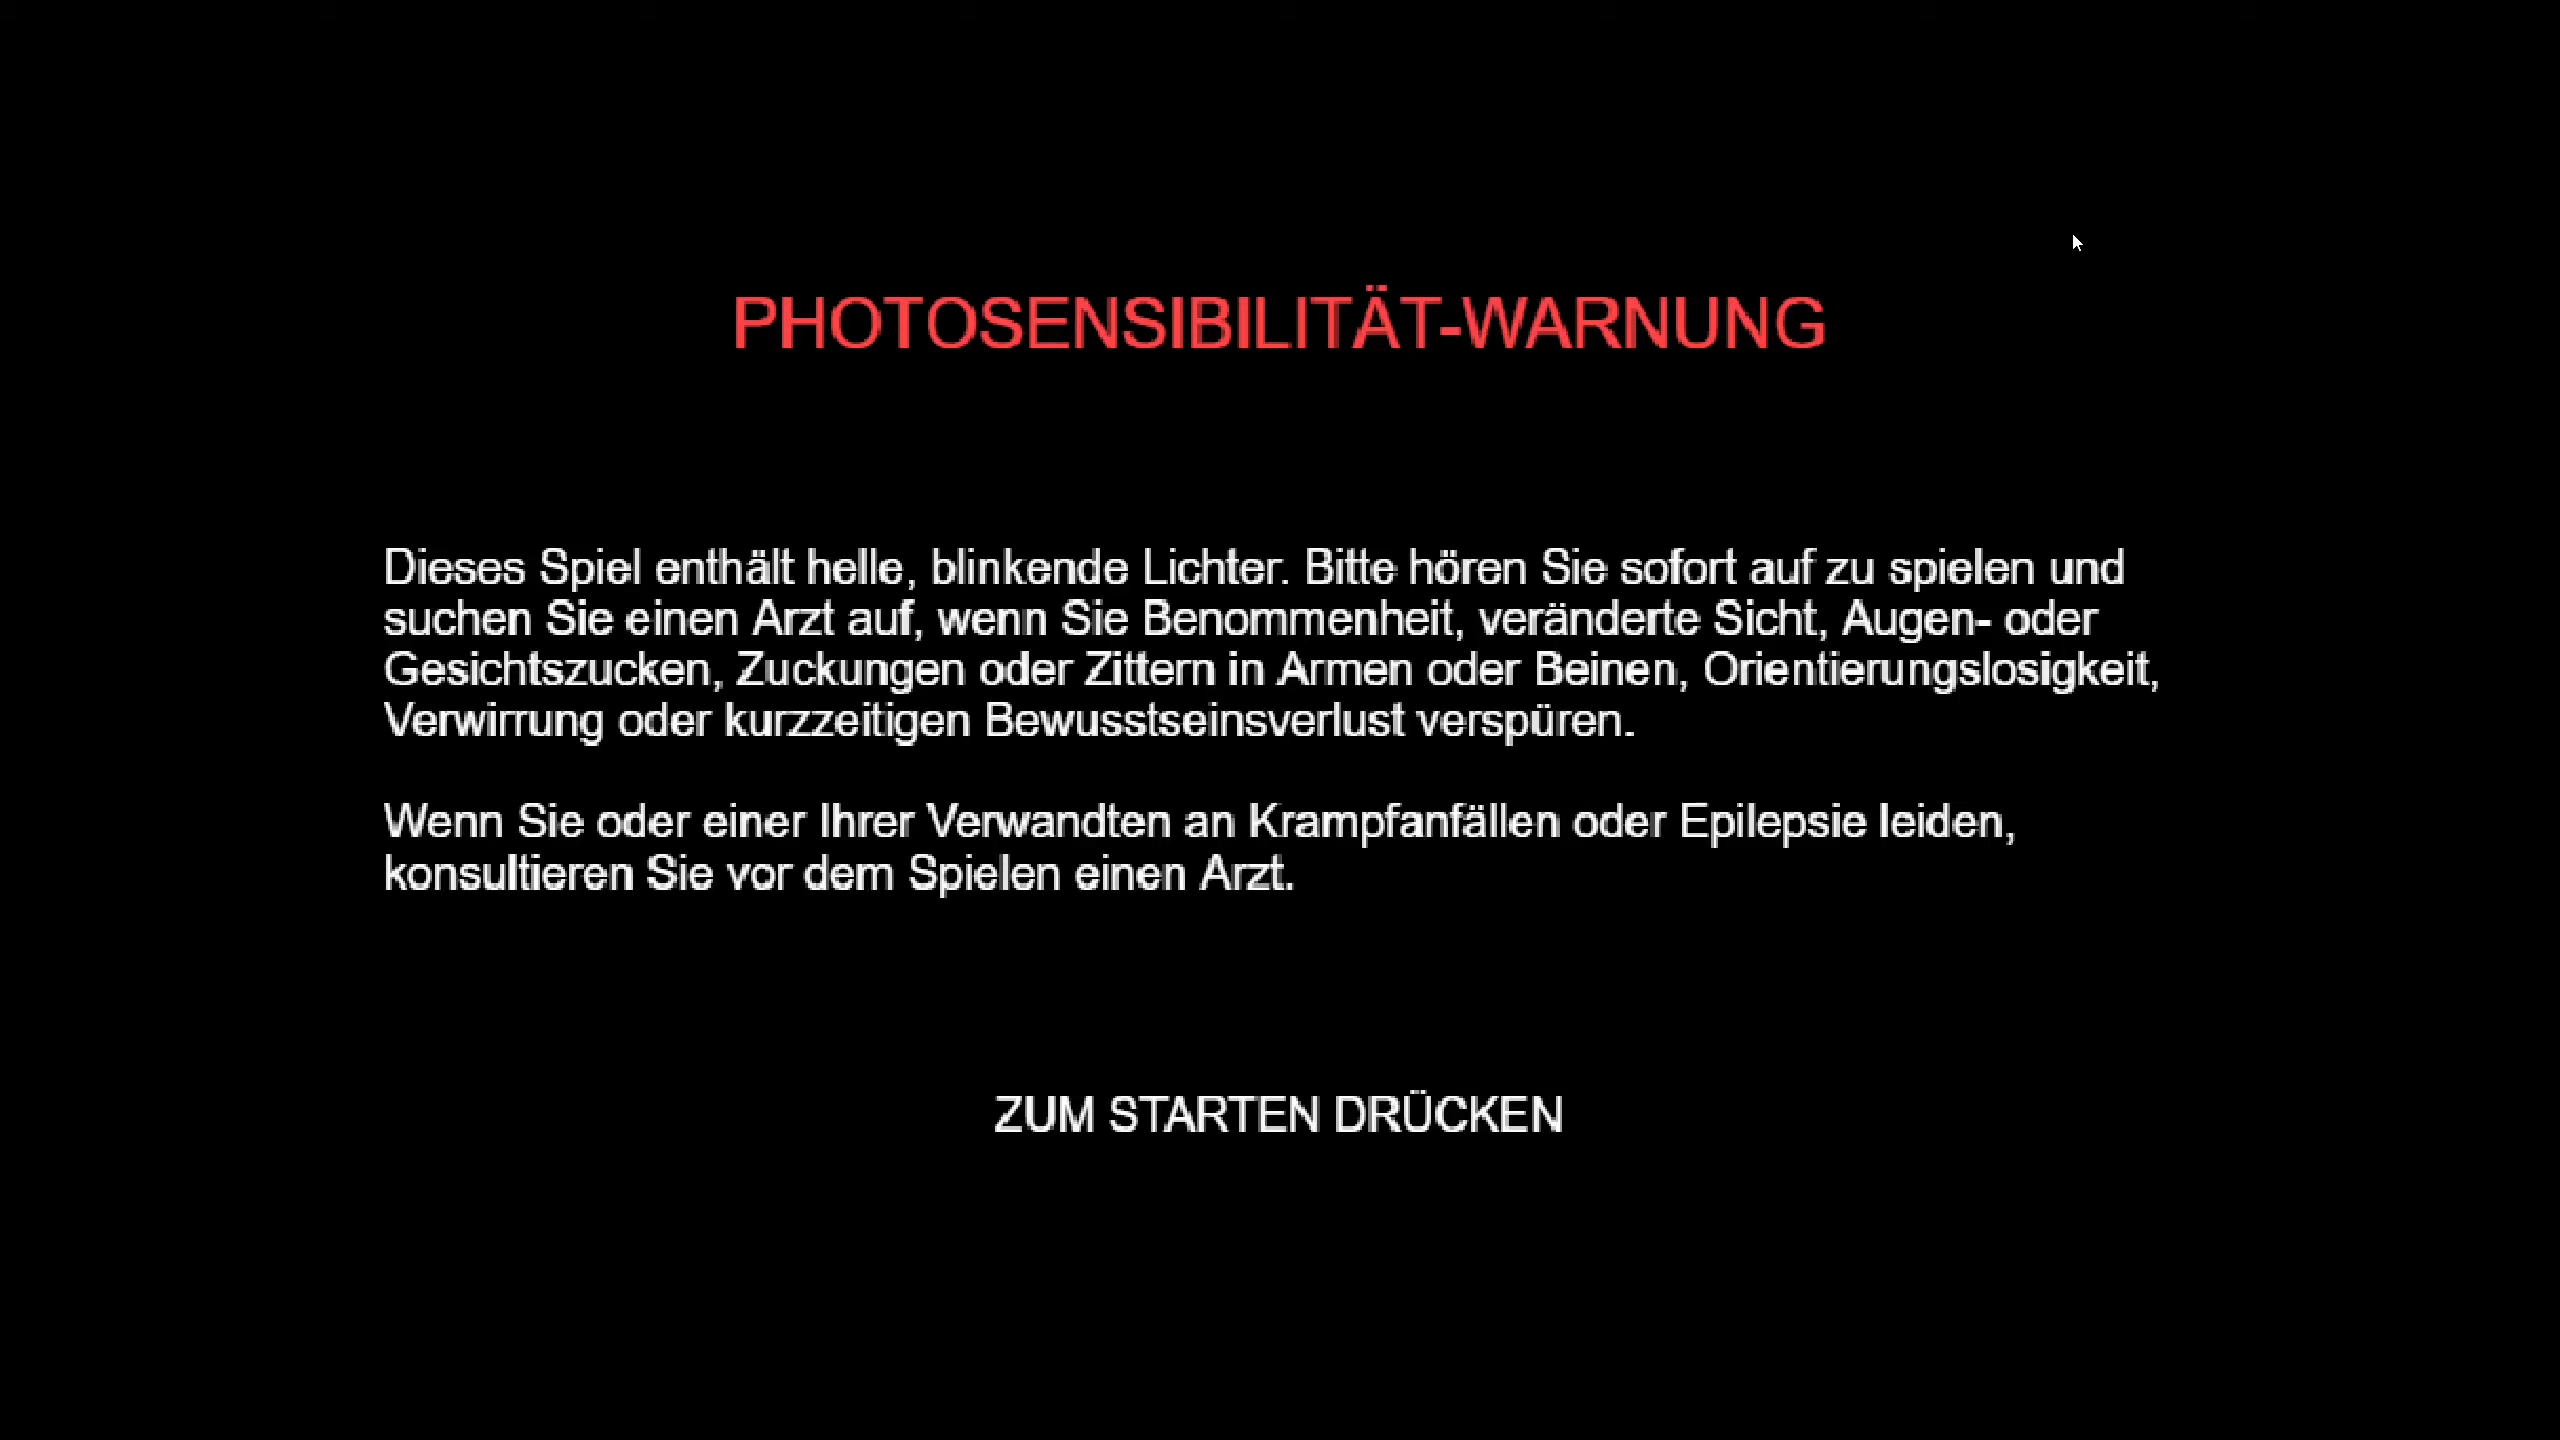 PHOTOSENSIBILITÄT-WARNUNG
Dieses Spiel enthält helle, blinkende Lichter. Bitte hören Sie sofort auf zu spielen und
suchen Sie einen Arzt auf, wenn Sie Benommenheit, veränderte Sicht, Augen- oder
Gesichtszucken, Zuckungen oder Zittern in Armen oder Beinen, Orientierungslosigkeit,
Verwirrung oder kurzzeitigen Bewusstseinsverlust verspüren.
Wenn Sie oder einer Ihrer Verwandten an Krampfanfällen oder Epilepsie leiden,
konsultieren Sie vor dem Spielen einen Arzt.
ZUM STARTEN DRÜCKEN